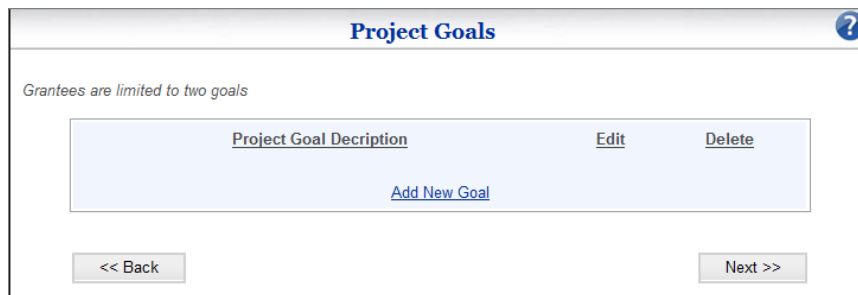 Project Goals
?
Grantees are limited to two goals
Project Goal Decription Edit Delete
Add New Goal
<< Back Next >>